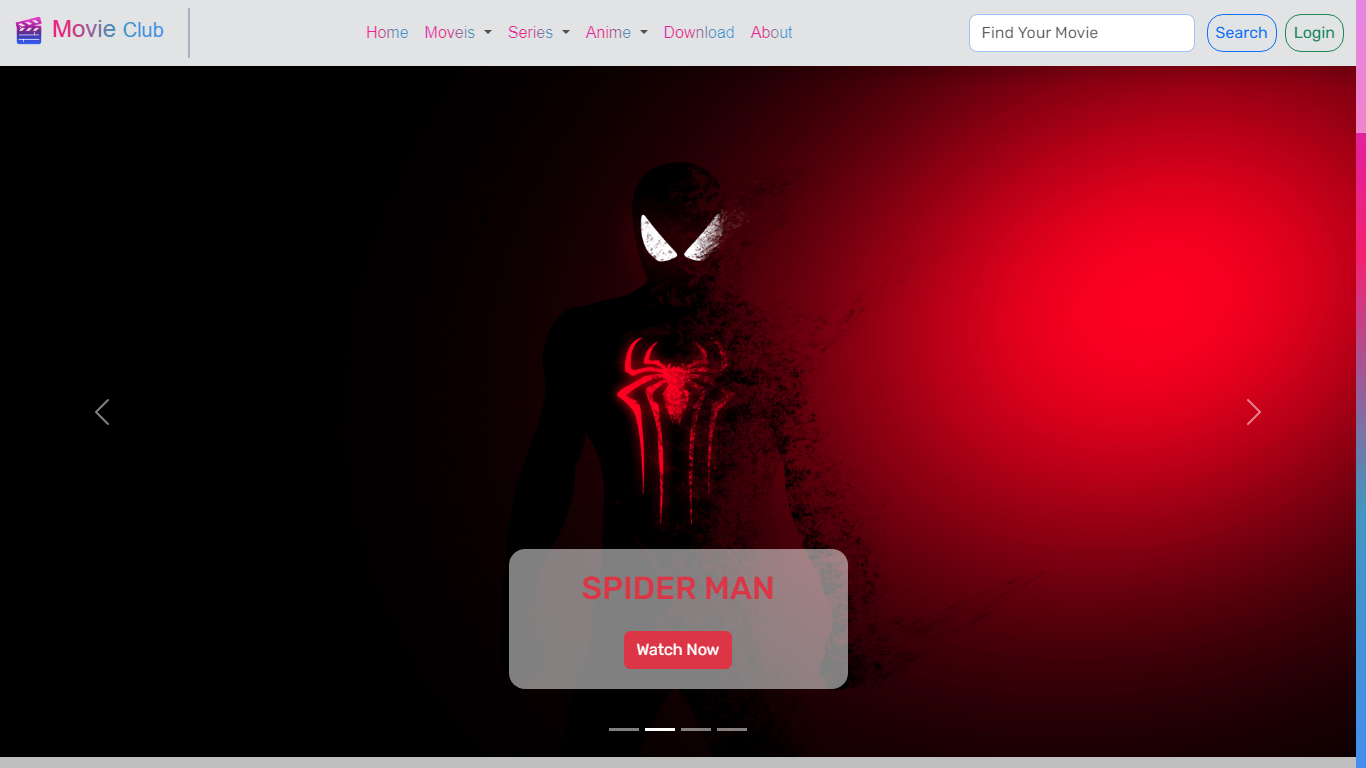 Movie Club
Home Moveis Series Anime Download About
Find Your Movie Search Login
SPIDER MAN
Watch Now